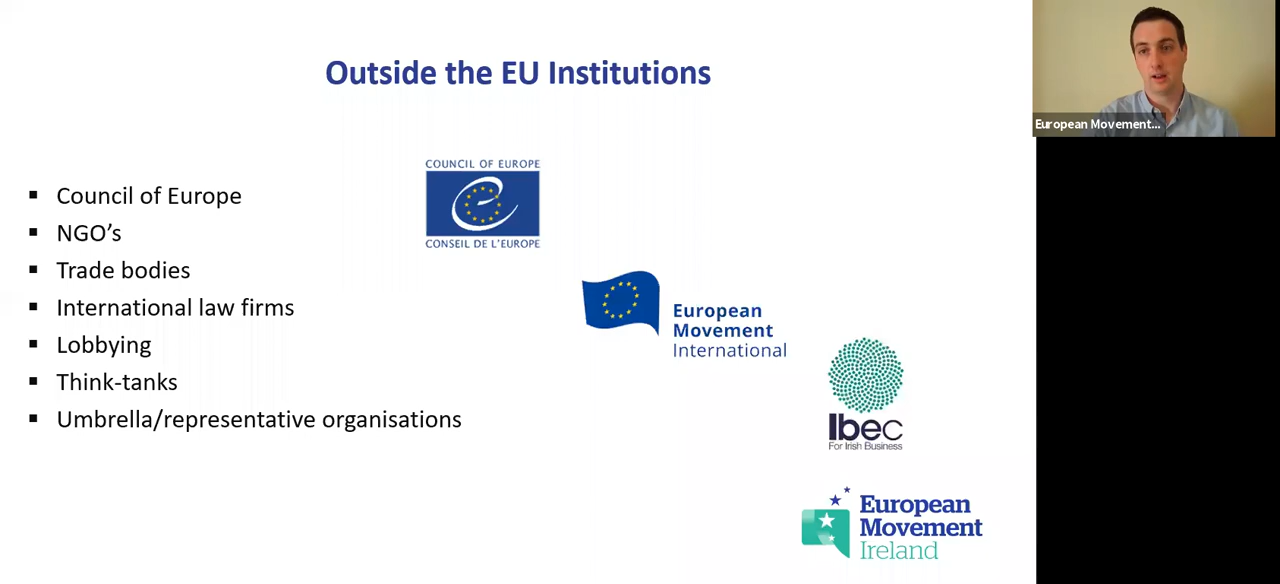 Outside the EU Institutions
European Movement...
COUNCIL OF EUROPE
CONSEIL DE L'EUROPE
▪ Council of Europe
▪ NGO’s
▪ Trade bodies
▪ International law firms
▪ Lobbying
▪ Think-tanks
▪ Umbrella/representative organisations
European
Movement
International
Ibec
For Irish Business
European
Movement
Ireland